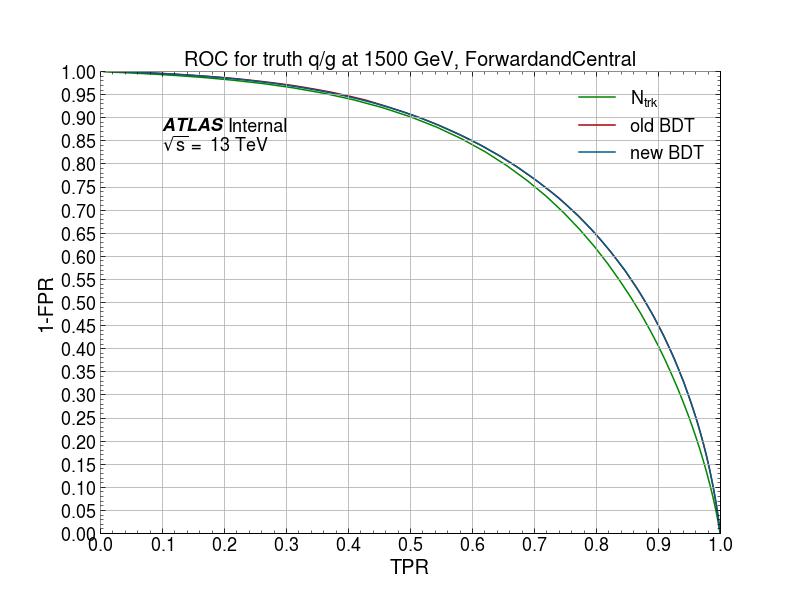 ROC for truth q/g at 1500 GeV, ForwardandCentral
1.00
0.95
0.90
0.85
0.80
0.75
0.70
0.65
0.60
0.55
0.50
0.45
0.40
0.35
0.30
0.25
0.20
0.15
0.10
0.05
0.00
1-FPR
ATLAS Internal
√s = 13 TeV
Ntrk
old BDT
new BDT
0.0 0.1 0.2 0.3 0.4 0.5 0.6 0.7 0.8 0.9 1.0
TPR